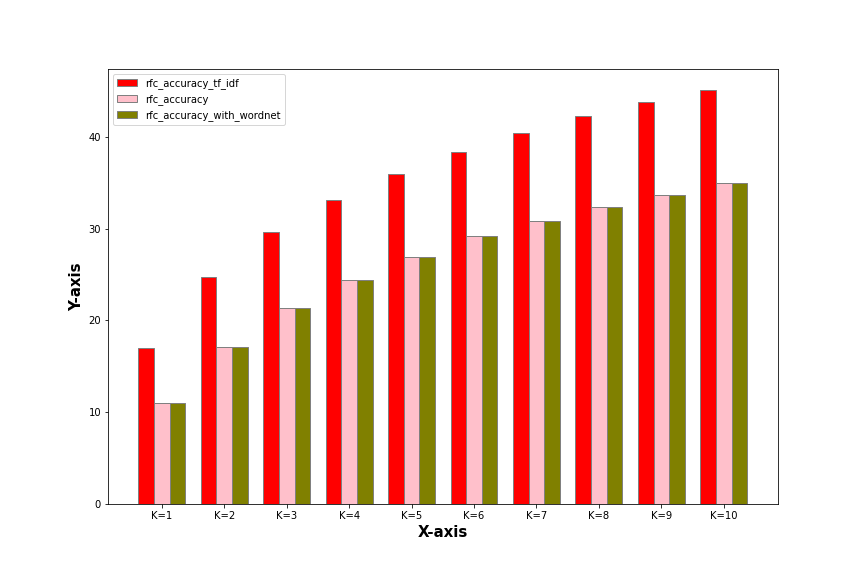 rfc_accuracy_tf_idf
rfc_accuracy
rfc_accuracy_with_wordnet
40
30
20
10
0
Y-axis
K=1 K=2 K=3 K=4 K=5 K=6 K=7 K=8 K=9 K=10
X-axis